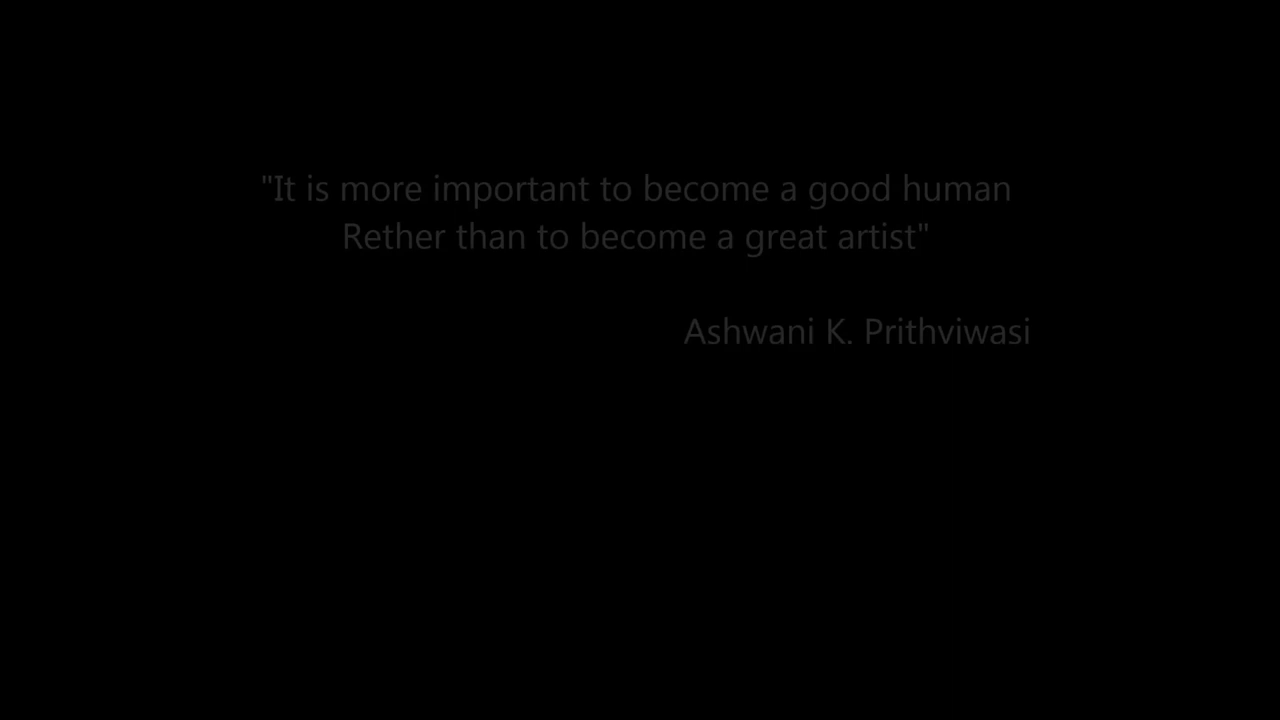 "It is more important to become a good human
Rether than to become a great artist"
Ashwani K. Prithviwasi